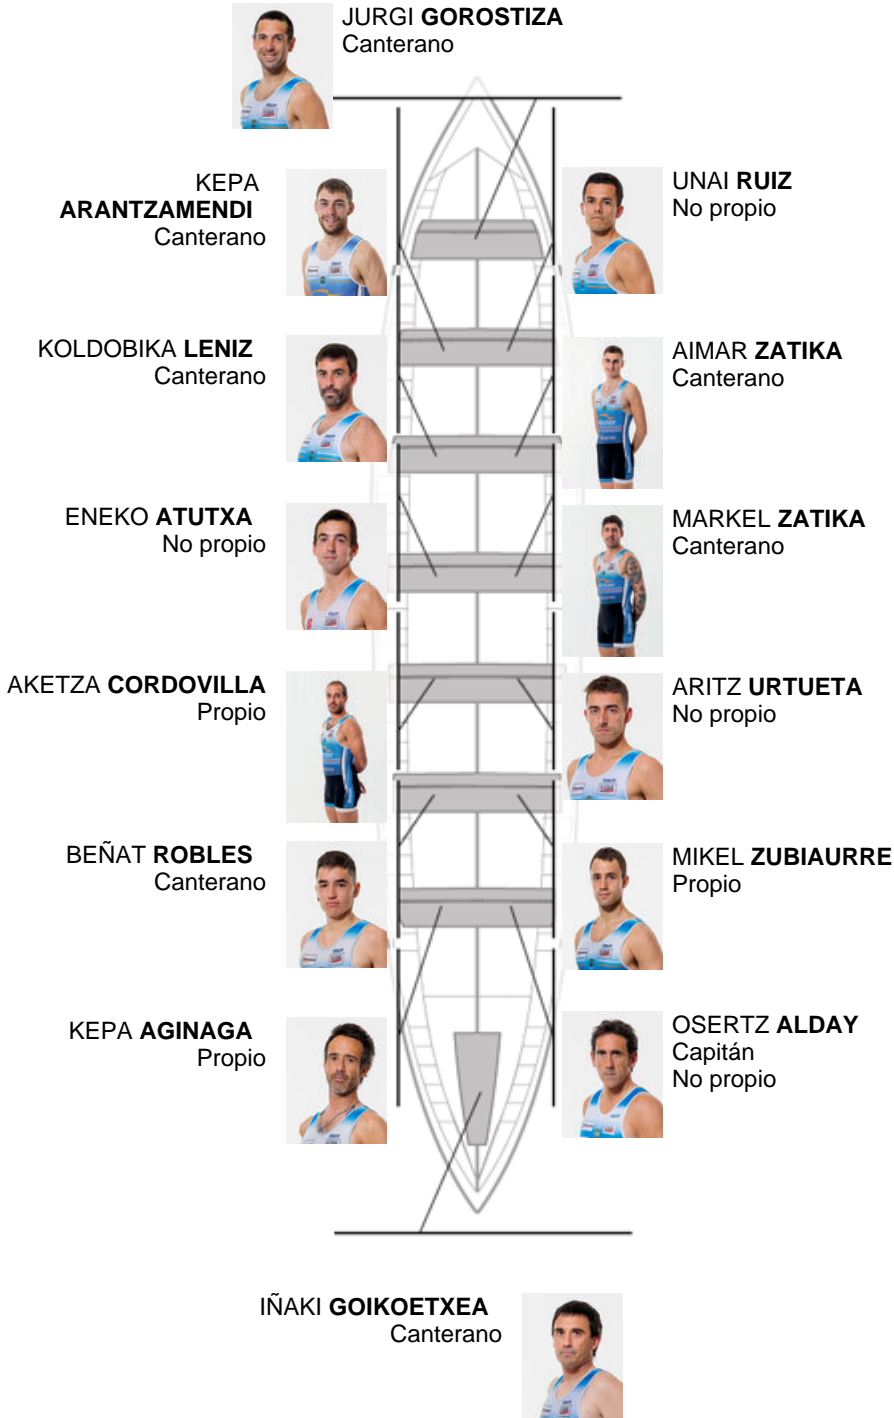 JURGI GOROSTIZA
Canterano
KEPA
ARANTZAMENDI
Canterano
UNAI RUIZ
No propio
KOLDOBIKA LENIZ
Canterano
AIMAR ZATIKA
Canterano
ENEKO ATUTXA
No propio
MARKEL ZATIKA
Canterano
AKETZA CORDOVILLA
Propio
ARITZ URTUETA
No propio
BEÑAT ROBLES
Canterano
MIKEL ZUBIAURRE
Propio
KEPA AGINAGA
Propio
OSERTZ ALDAY
Capitán
No propio
IÑAKI GOIKOETXEA
Canterano